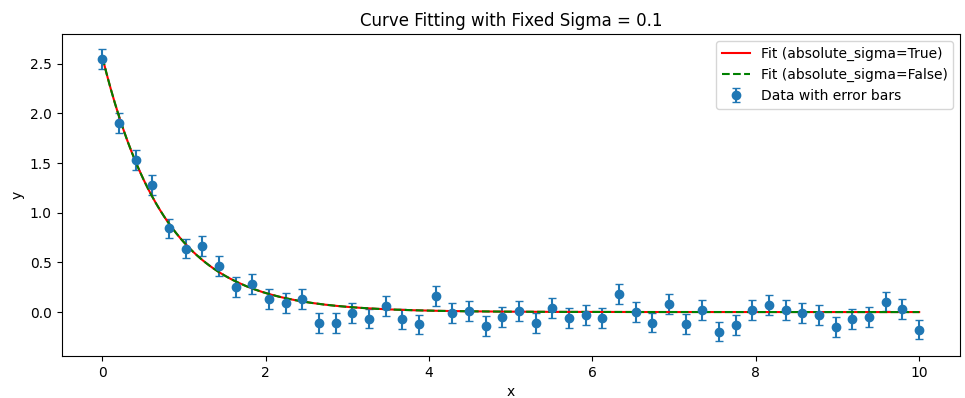 Curve Fitting with Fixed Sigma = 0.1
Fit (absolute_sigma=True)
Fit (absolute_sigma=False)
Data with error bars
y
2.5
2.0
1.5
1.0
0.5
0.0
0
2
4
6
8
10
x